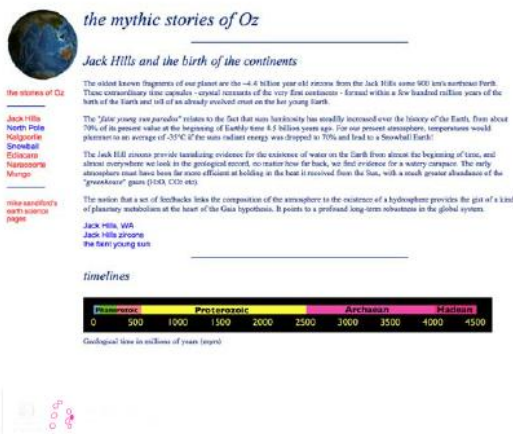 the mythic stories of Oz
Jack Hills and the birth of the continents
The oldest known fragments of our planet are the ~4.4 billion year old zircons from the Jack Hills some 900 km's northeast Perth.
These extraordinary time capsules - crystal remnants of the very first continents - formed within a few hundred million years of the
birth of the Earth and tell of an already evolved crust on the key young Earth.
The "faint young sun paradox" relates to the fact that suns luminosity has steadily increased over the history of the Earth, from about
70% of its present value at the beginning of Earthly time 4.5 billion years ago. For our present atmosphere, temperatures would
plummet to an average of -35°C if the suns radiant energy was dropped to 70% and lead to a Snowball Earth!
The Jack Hill zircons provide tantalizing evidence for the existence of water on the Earth from almost the beginning of time, and
almost everywhere we look in the geological record, no matter how far back, we find evidence for a watery carapace. The early
atmosphere must have been far more efficient at holding in the heat it received from the Sun, with a much greater abundance of the
"greenhouse" gases (H2O, CO2 etc).
The notion that a set of feedbacks links the composition of the atmosphere to the existence of a hydrosphere provides the gist of a kind
of planetary metabolism at the heart of the Gaia hypothesis. It points to a profound long-term robustness in the global system.
Jack Hills, WA
Jack Hills zircons
the faint young sun
timelines
Phanerozoic Proterozoic Archaean Hadean
0 500 1000 1500 2000 2500 3000 3500 4000 4500
Geological time in millions of years (myrs)
the stories of Oz
Jack Hills
North Pole
Kalgoorlie
Snowball
Ediacara
Naracoorte
Mungo
mike sandiford's
earth science
pages